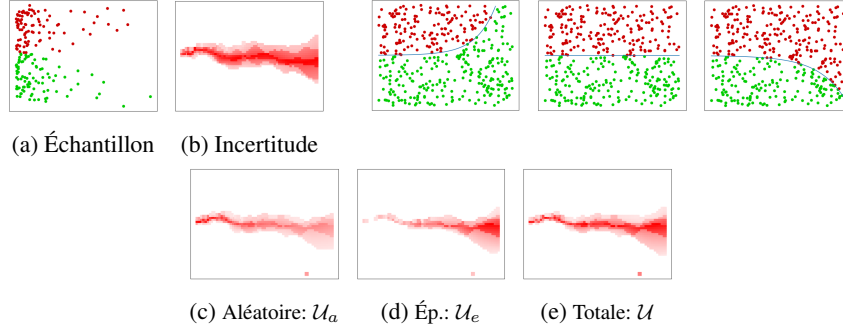 (a) Échantillon (b) Incertitude
(c) Aléatoire: 𝒰ₐ (d) Ép.: 𝒰ₑ (e) Totale: 𝒰